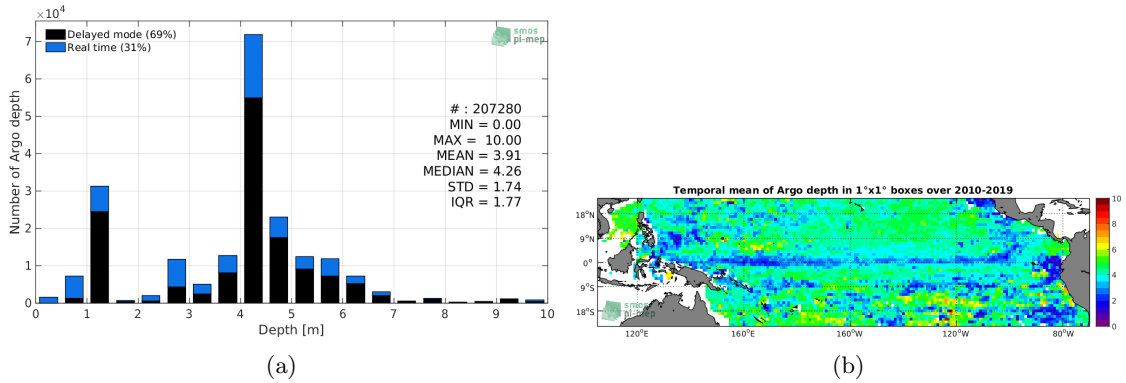 ×10⁴
Delayed mode (69%)
Real time (31%)
smos
pi-mep
7
6
5
4
3
2
1
0
Number of Argo depth
# : 207280
MIN = 0.00
MAX = 10.00
MEAN = 3.91
MEDIAN = 4.26
STD = 1.74
IQR = 1.77
0 1 2 3 4 5 6 7 8 9 10
Depth [m]
(a)
Temporal mean of Argo depth in 1°x1° boxes over 2010-2019
18°N
9°N
0°
9°S
18°S
smos
pi-mep
120°E 160°E 160°W 120°W 80°W
10
8
6
4
2
0
(b)